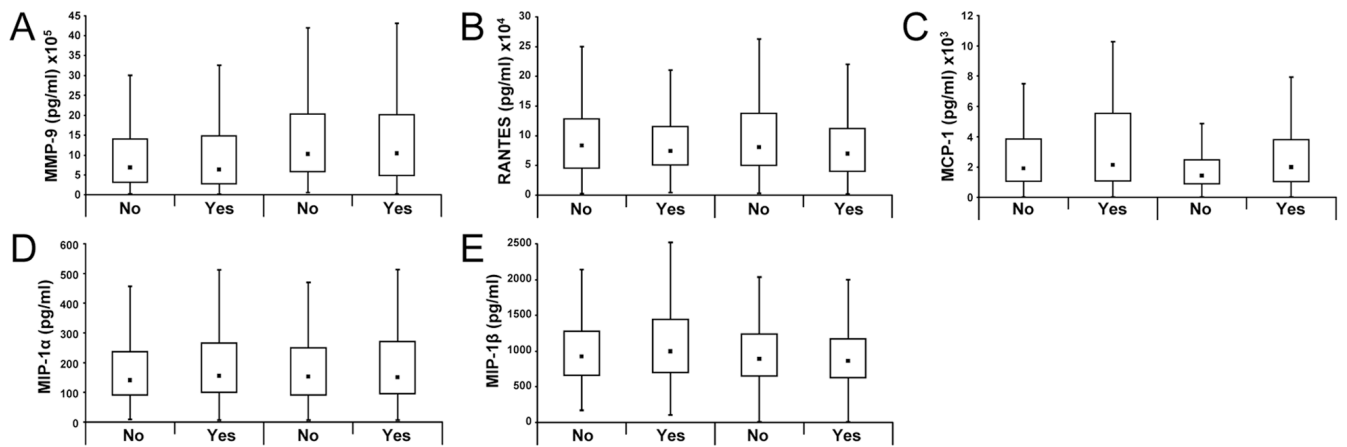 A
MMP-9 (pg/ml) x10⁵
45
40
35
30
25
20
15
10
5
0
No Yes No Yes
B
RANTES (pg/ml) x10⁴
30
25
20
15
10
5
0
No Yes No Yes
C
MCP-1 (pg/ml) x10³
12
10
8
6
4
2
0
No Yes No Yes
D
MIP-1α (pg/ml)
600
500
400
300
200
100
0
No Yes No Yes
E
MIP-1β (pg/ml)
2500
2000
1500
1000
500
0
No Yes No Yes